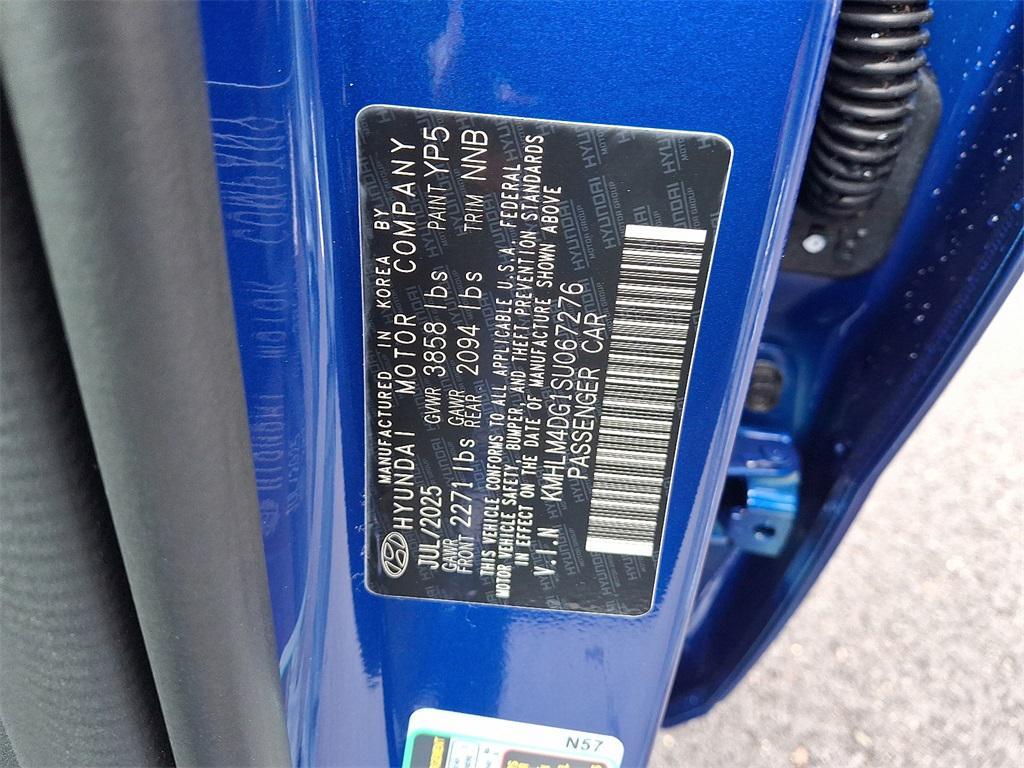 MANUFACTURED IN KOREA BY
HYUNDAI MOTOR COMPANY
JUL/2025 GVWR 3858 lbs PAINT YP5
GAWR FRONT 2271 lbs GAWR REAR 2094 lbs TRIM NNB
THIS VEHICLE CONFORMS TO ALL APPLICABLE U.S.A. FEDERAL
MOTOR VEHICLE SAFETY, BUMPER, AND THEFT PREVENTION STANDARDS
IN EFFECT ON THE DATE OF MANUFACTURE SHOWN ABOVE
V.I.N KMHLM4DG1SU067276
PASSENGER CAR
N57